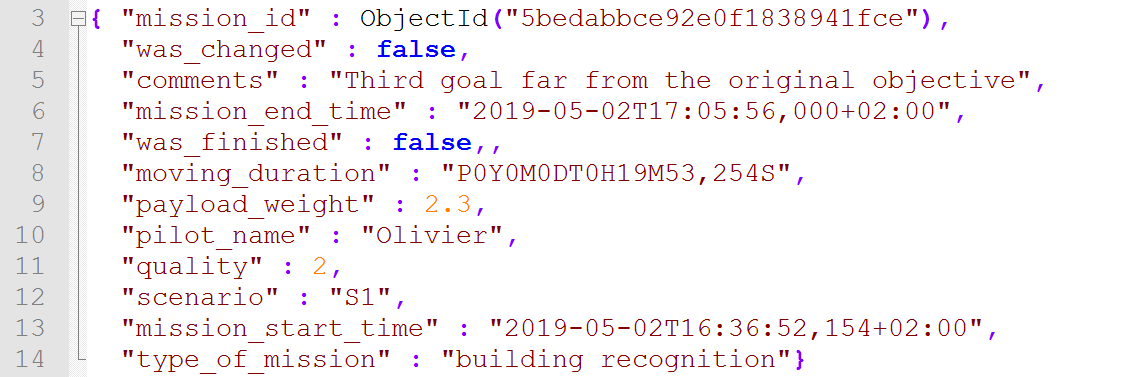 3 { "mission_id" : ObjectId("5bedabbce92e0f1838941fce"),
4 "was_changed" : false,
5 "comments" : "Third goal far from the original objective",
6 "mission_end_time" : "2019-05-02T17:05:56,000+02:00",
7 "was_finished" : false,,
8 "moving_duration" : "P0Y0M0DT0H19M53,254S",
9 "payload_weight" : 2.3,
10 "pilot_name" : "Olivier",
11 "quality" : 2,
12 "scenario" : "S1",
13 "mission_start_time" : "2019-05-02T16:36:52,154+02:00",
14 "type_of_mission" : "building recognition"}